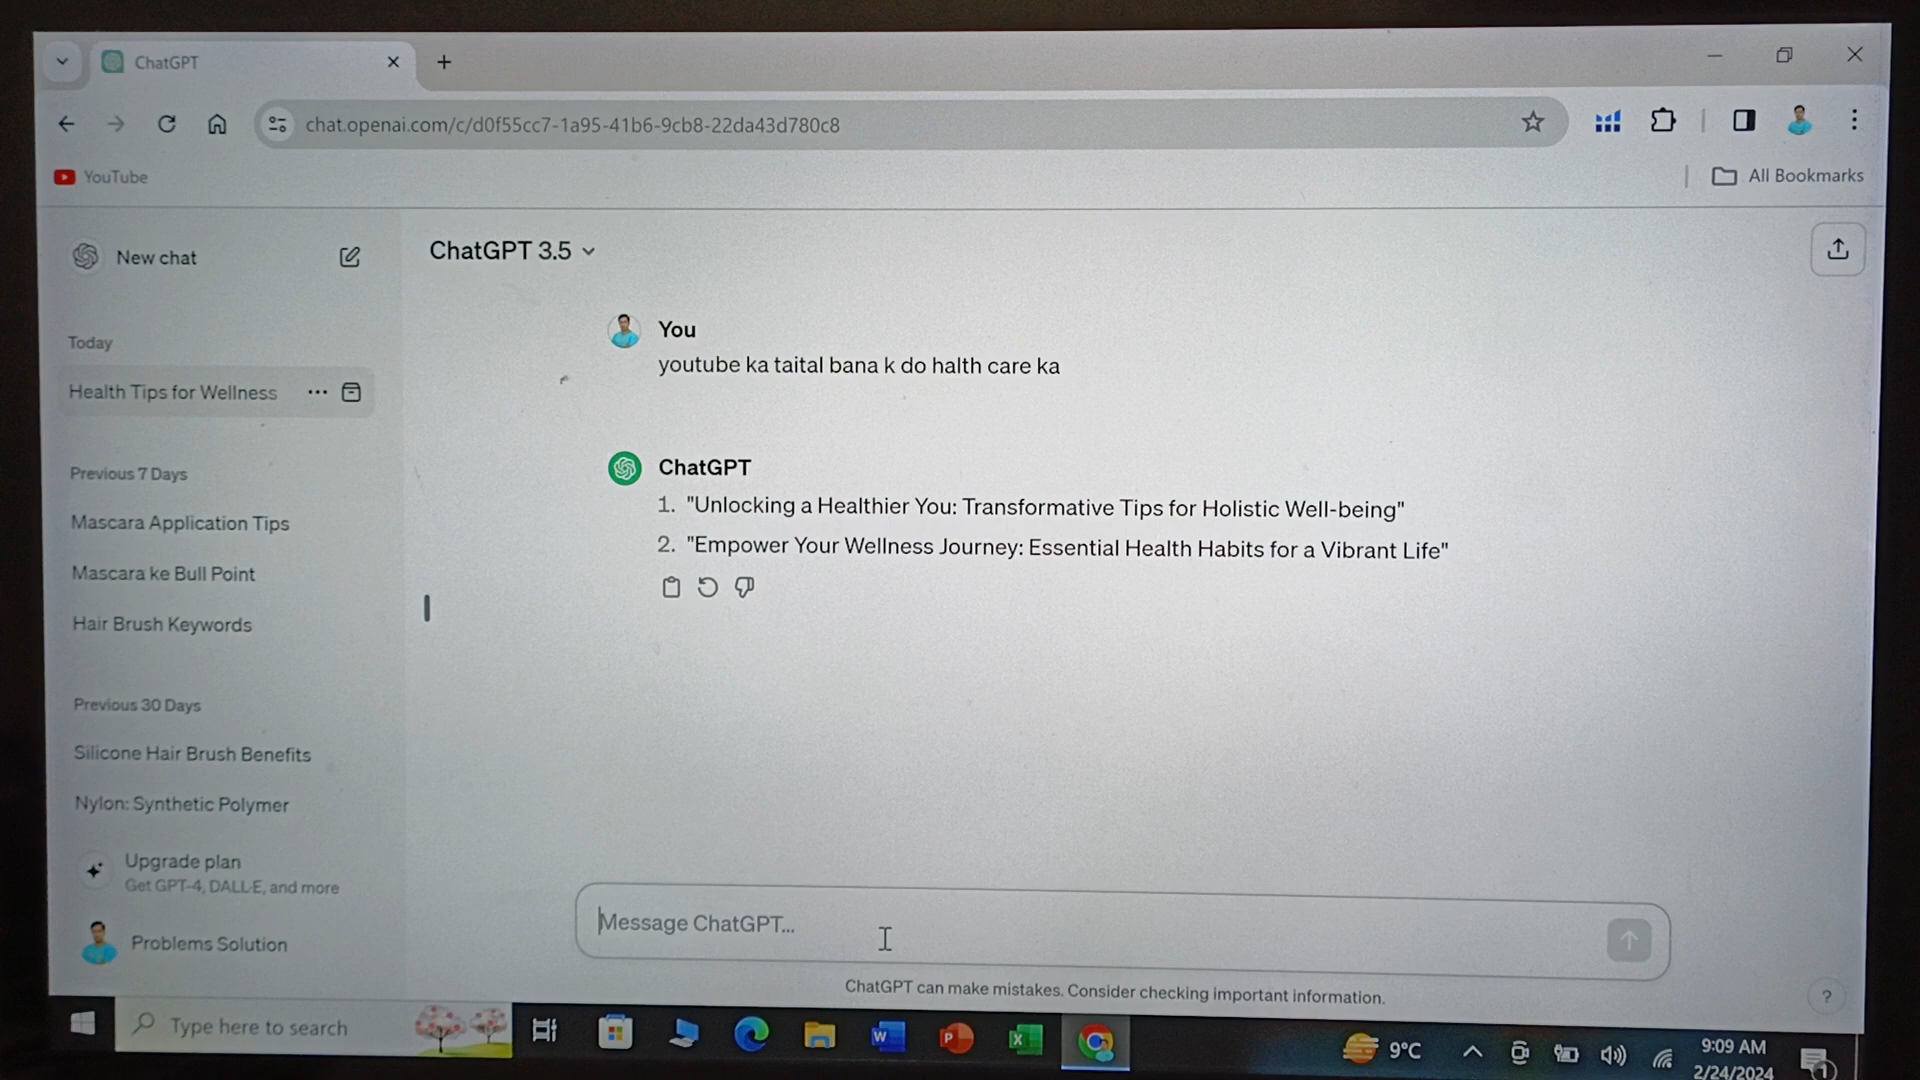 ChatGPT
chat.openai.com/c/d0f55cc7-1a95-41b6-9cb8-22da43d780c8
YouTube
All Bookmarks
New chat
ChatGPT 3.5
Today
Health Tips for Wellness
Previous 7 Days
Mascara Application Tips
Mascara ke Bull Point
Hair Brush Keywords
Previous 30 Days
Silicone Hair Brush Benefits
Nylon: Synthetic Polymer
Upgrade plan
Get GPT-4, DALL·E, and more
Problems Solution
You
youtube ka taital bana k do halth care ka
ChatGPT
1. "Unlocking a Healthier You: Transformative Tips for Holistic Well-being"
2. "Empower Your Wellness Journey: Essential Health Habits for a Vibrant Life"
Message ChatGPT...
ChatGPT can make mistakes. Consider checking important information.
?
Type here to search
W
P
X
9°C
9:09 AM
2/24/2024
1